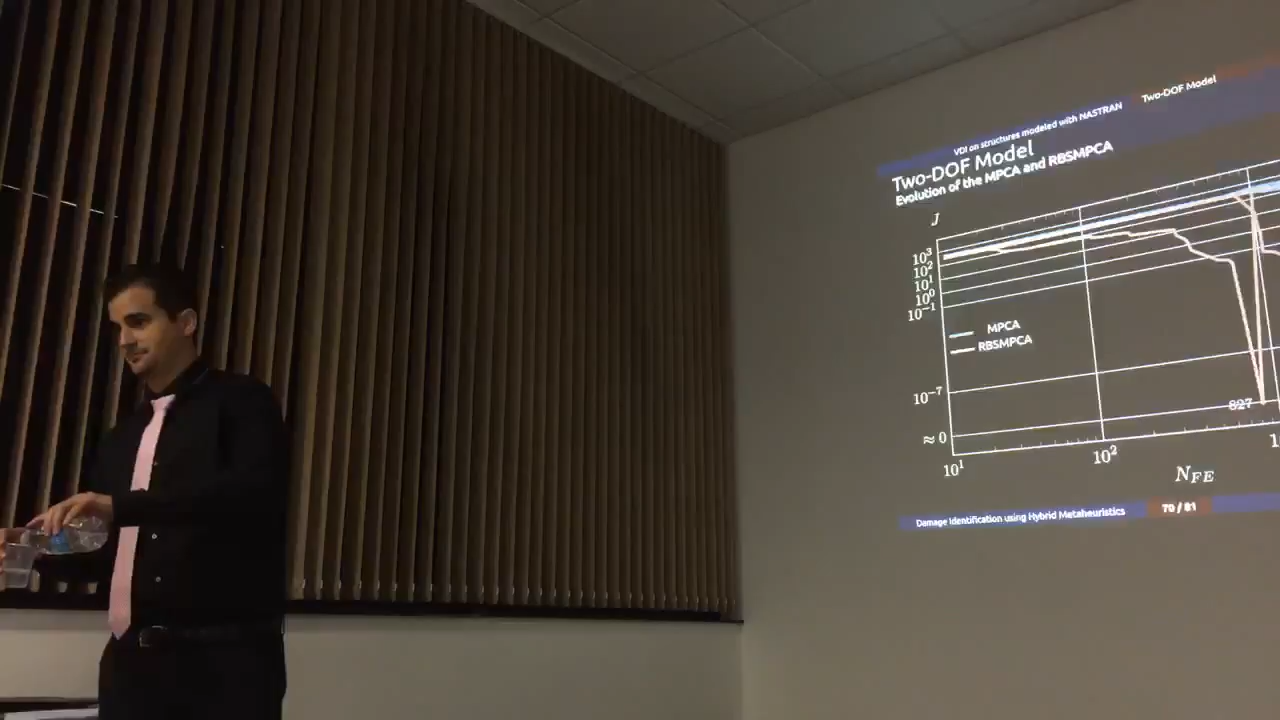 VDI on structures modeled with NASTRAN Two-DOF Model
Two-DOF Model
Evolution of the MPCA and RBSMPCA
J
10³
10²
10¹
10⁰
10⁻¹
MPCA
RBSMPCA
10⁻⁷
827
≈ 0
10¹ 10² 1
N_FE
Damage Identification using Hybrid Metaheuristics 70 / 81